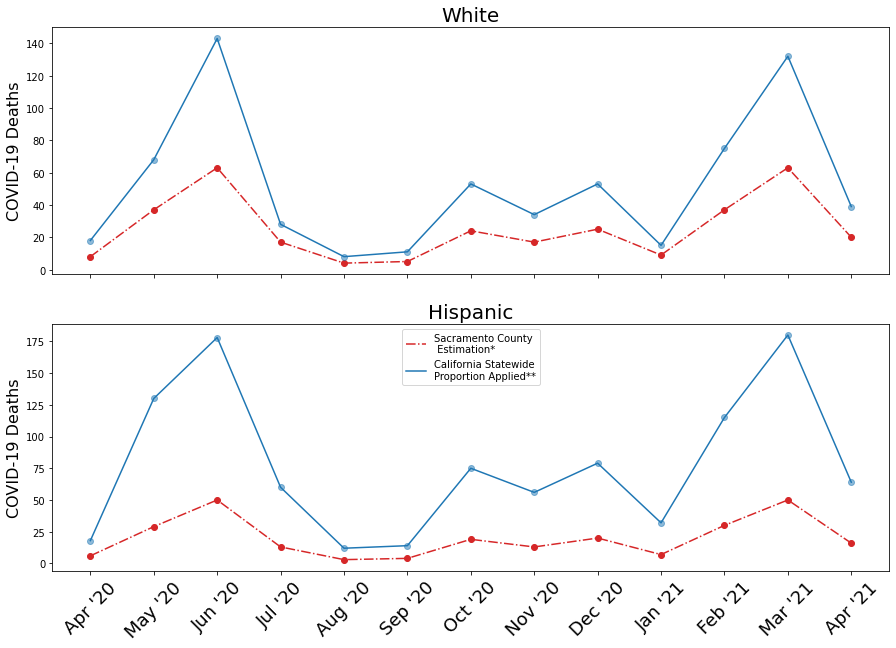 White
COVID-19 Deaths
140
120
100
80
60
40
20
0
Hispanic
COVID-19 Deaths
175
150
125
100
75
50
25
0
Sacramento County
Estimation*
California Statewide
Proportion Applied**
Apr '20
May '20
Jun '20
Jul '20
Aug '20
Sep '20
Oct '20
Nov '20
Dec '20
Jan '21
Feb '21
Mar '21
Apr '21